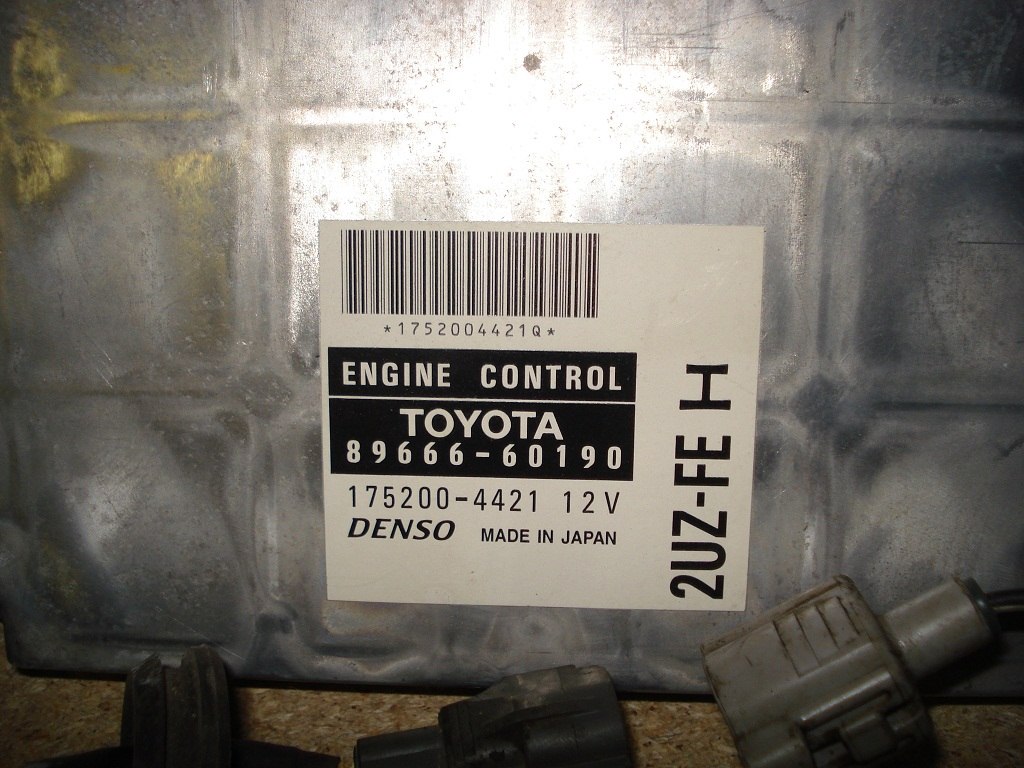 *1752004421Q*
ENGINE CONTROL
TOYOTA
89666-60190
175200-4421 12V
DENSO MADE IN JAPAN
2UZ-FE H